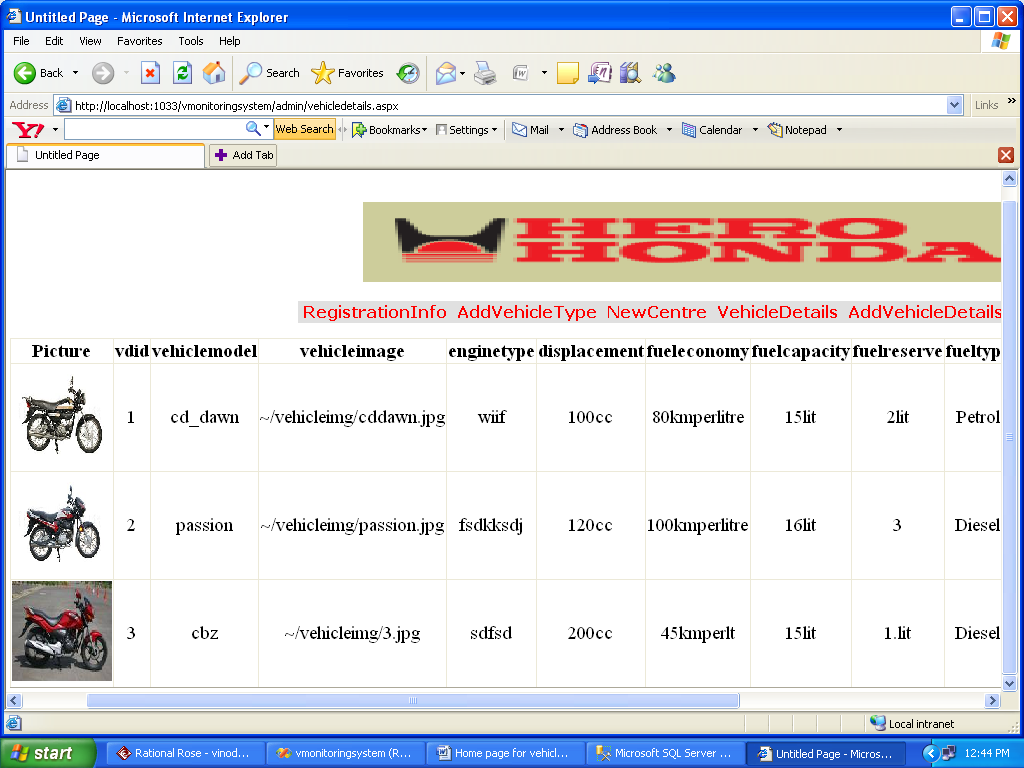 Untitled Page - Microsoft Internet Explorer
File Edit View Favorites Tools Help
Back Search Favorites
Address http://localhost:1033/vmonitoringsystem/admin/vehicledetails.aspx Links »
Y! Web Search Bookmarks Settings Mail Address Book Calendar Notepad
Untitled Page Add Tab
HERO
HONDA
RegistrationInfo AddVehicleType NewCentre VehicleDetails AddVehicleDetails
Picture vdid vehiclemodel vehicleimage enginetype displacement fueleconomy fuelcapacity fuelreserve fueltyp
1 cd_dawn ~/vehicleimg/cddawn.jpg wiif 100cc 80kmperlitre 15lit 2lit Petrol
2 passion ~/vehicleimg/passion.jpg fsdkksdj 120cc 100kmperlitre 16lit 3 Diesel
3 cbz ~/vehicleimg/3.jpg sdfsd 200cc 45kmperlt 15lit 1.lit Diesel
Local intranet
start Rational Rose - vinod... vmonitoringsystem (R... Home page for vehicl... Microsoft SQL Server ... Untitled Page - Micros... 12:44 PM